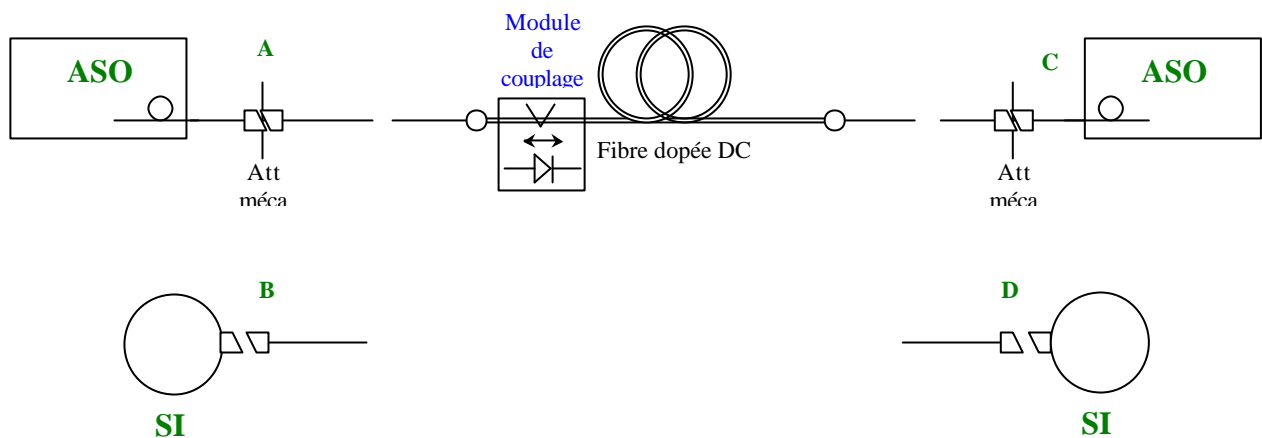 Module
de
couplage
A
C
ASO
ASO
Fibre dopée DC
Att
méca
Att
méca
B
D
SI
SI